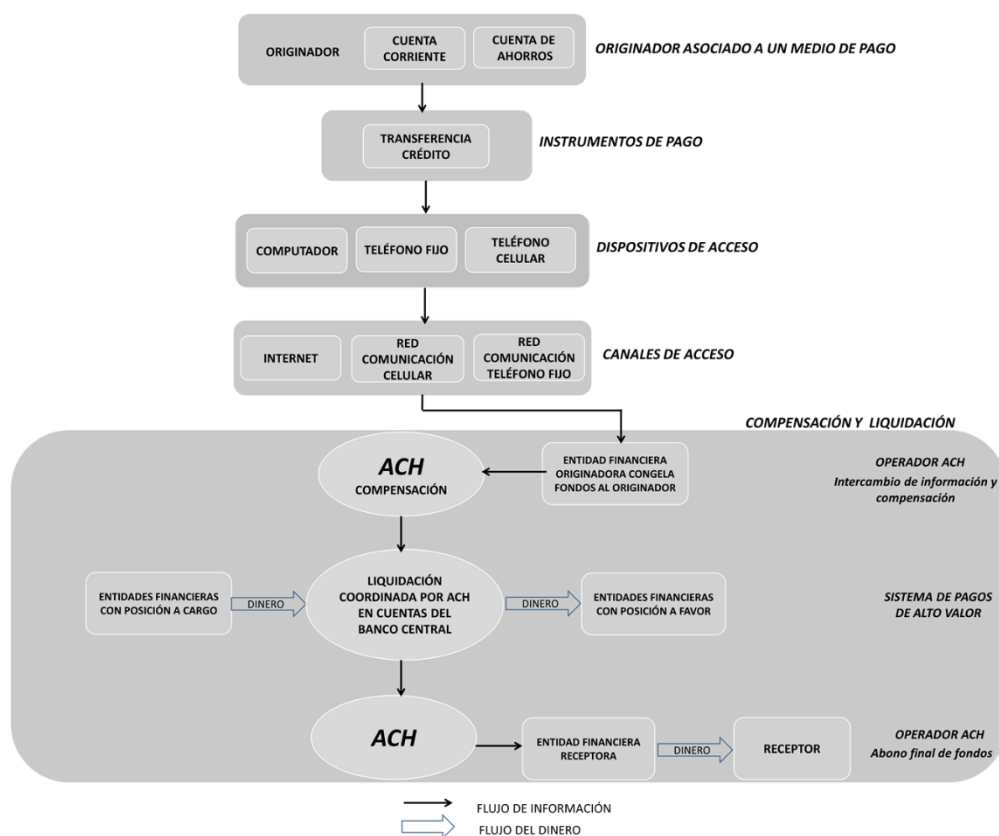 ORIGINADOR
CUENTA
CORRIENTE
CUENTA DE
AHORROS
ORIGINADOR ASOCIADO A UN MEDIO DE PAGO
TRANSFERENCIA
CRÉDITO
INSTRUMENTOS DE PAGO
COMPUTADOR
TELÉFONO FIJO
TELÉFONO
CELULAR
DISPOSITIVOS DE ACCESO
INTERNET
RED
COMUNICACIÓN
CELULAR
RED
COMUNICACIÓN
TELÉFONO FIJO
CANALES DE ACCESO
COMPENSACIÓN Y LIQUIDACIÓN
ACH
COMPENSACIÓN
ENTIDAD FINANCIERA
ORIGINADORA CONGELA
FONDOS AL ORIGINADOR
OPERADOR ACH
Intercambio de información y
compensación
ENTIDADES FINANCIERAS
CON POSICIÓN A CARGO
DINERO
LIQUIDACIÓN
COORDINADA POR ACH
EN CUENTAS DEL
BANCO CENTRAL
DINERO
ENTIDADES FINANCIERAS
CON POSICIÓN A FAVOR
SISTEMA DE PAGOS
DE ALTO VALOR
ACH
ENTIDAD FINANCIERA
RECEPTORA
DINERO
RECEPTOR
OPERADOR ACH
Abono final de fondos
FLUJO DE INFORMACIÓN
FLUJO DEL DINERO